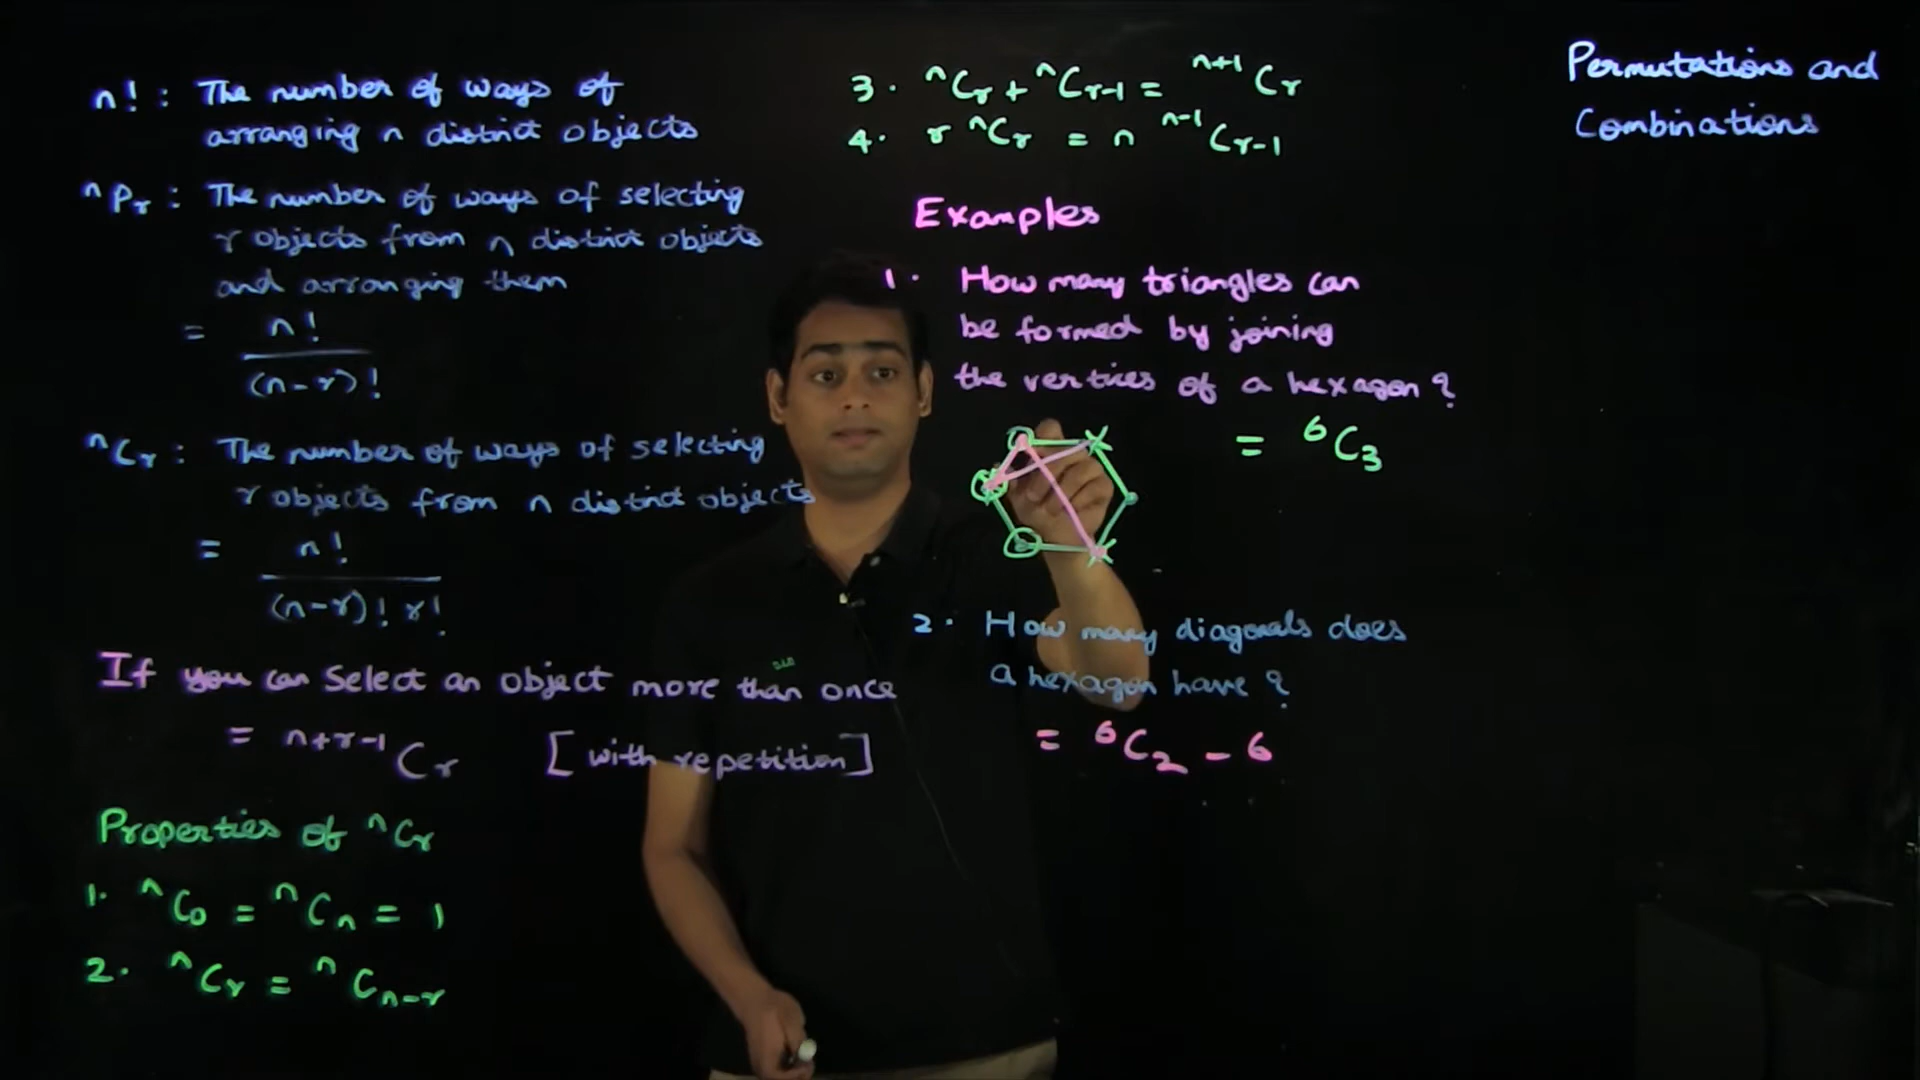 n! : The number of ways of
arranging n distinct objects
ⁿPᵣ : The number of ways of selecting
r objects from n distinct objects
and arranging them
= n!
(n-r)!
ⁿCᵣ : The number of ways of selecting
r objects from n distinct objects
= n!
(n-r)! r!
If you can select an object more than once
= ⁿ⁺ʳ⁻¹Cᵣ [with repetition]
Properties of ⁿCᵣ
1. ⁿC₀ = ⁿCₙ = 1
2. ⁿCᵣ = ⁿCₙ₋ᵣ
3. ⁿCᵣ + ⁿCᵣ₋₁ = ⁿ⁺¹Cᵣ
4. r ⁿCᵣ = n ⁿ⁻¹Cᵣ₋₁
Examples
1. How many triangles can
be formed by joining
the vertices of a hexagon?
= ⁶C₃
2. How many diagonals does
a hexagon have?
= ⁶C₂ - 6
Permutations and
Combinations